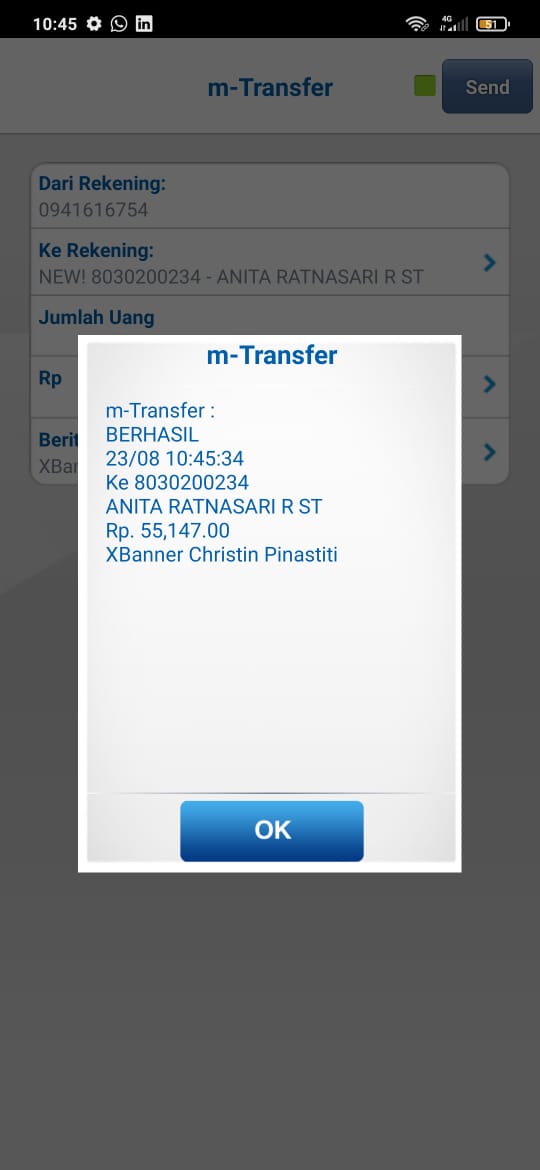 10:45
4G
51
m-Transfer
Send
Dari Rekening:
0941616754
Ke Rekening:
NEW! 8030200234 - ANITA RATNASARI R ST
Jumlah Uang
Rp
Berit
XBar
m-Transfer
m-Transfer :
BERHASIL
23/08 10:45:34
Ke 8030200234
ANITA RATNASARI R ST
Rp. 55,147.00
XBanner Christin Pinastiti
OK